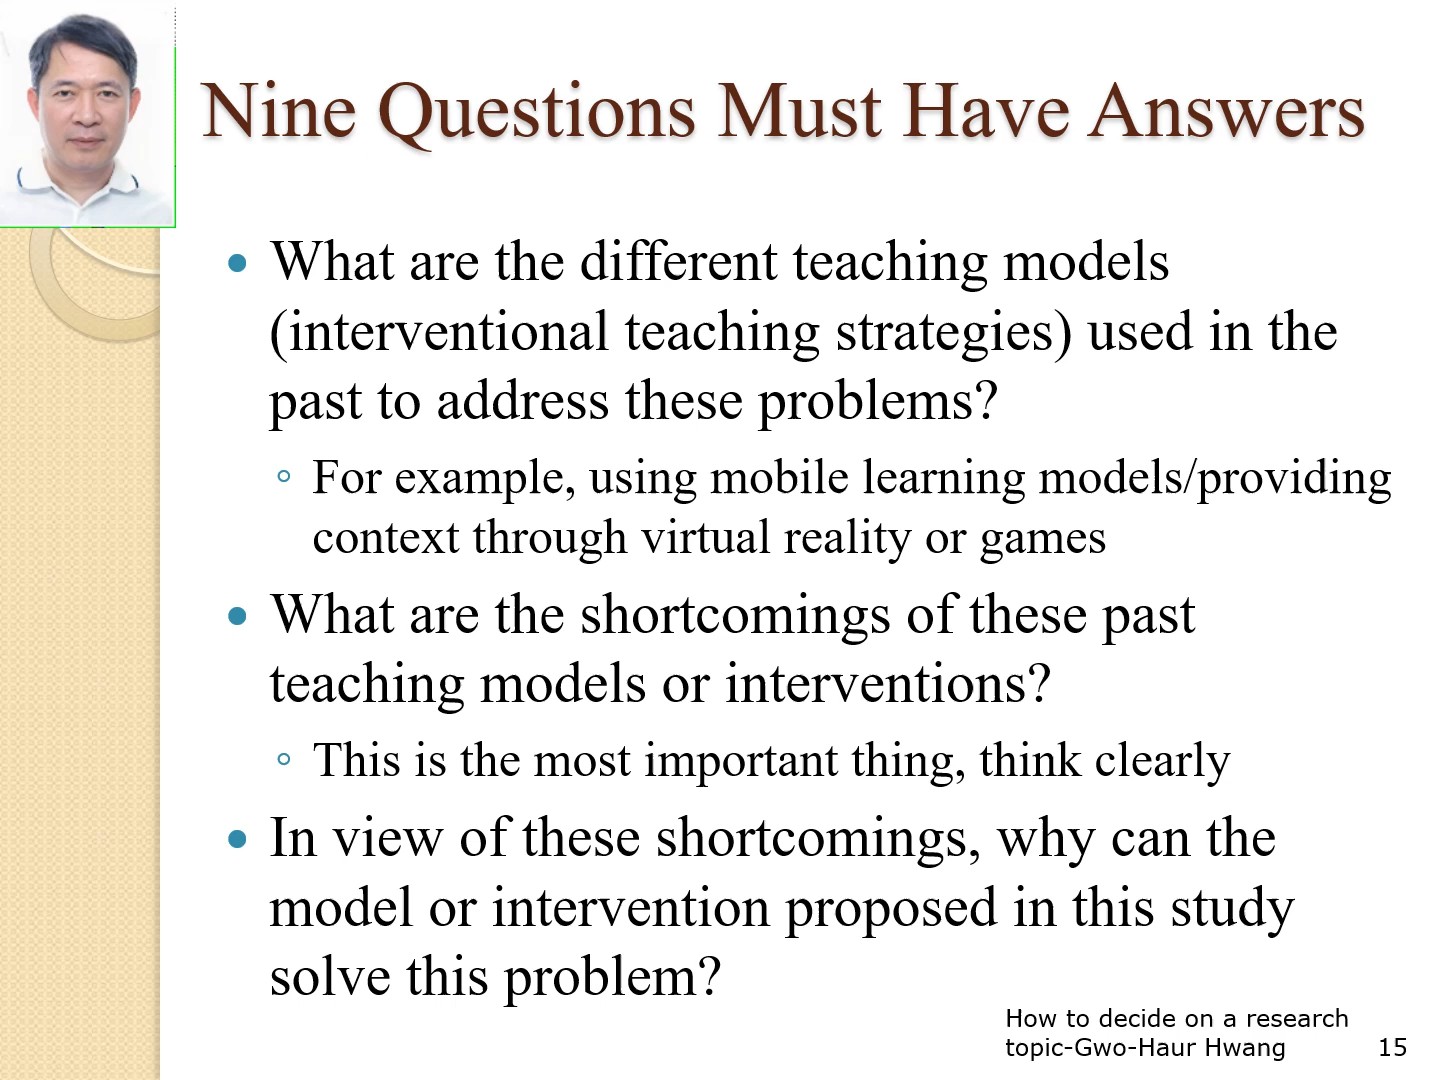 Nine Questions Must Have Answers
What are the different teaching models
(interventional teaching strategies) used in the
past to address these problems?
For example, using mobile learning models/providing
context through virtual reality or games
What are the shortcomings of these past
teaching models or interventions?
This is the most important thing, think clearly
In view of these shortcomings, why can the
model or intervention proposed in this study
solve this problem?
How to decide on a research
topic-Gwo-Haur Hwang
15